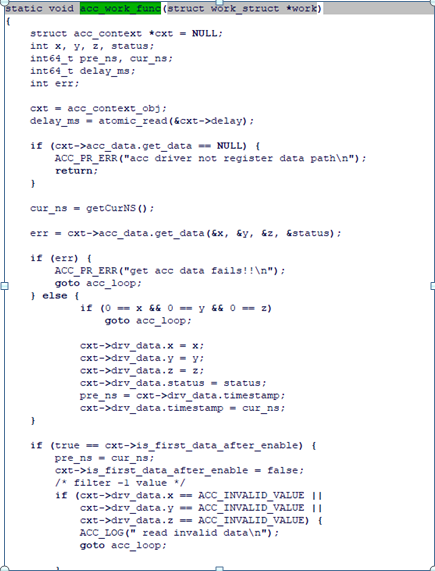 static void acc_work_func(struct work_struct *work)
{
struct acc_context *cxt = NULL;
int x, y, z, status;
int64_t pre_ns, cur_ns;
int64_t delay_ms;
int err;
cxt = acc_context_obj;
delay_ms = atomic_read(&cxt->delay);
if (cxt->acc_data.get_data == NULL) {
ACC_PR_ERR("acc driver not register data path\n");
return;
}
cur_ns = getCurNS();
err = cxt->acc_data.get_data(&x, &y, &z, &status);
if (err) {
ACC_PR_ERR("get acc data fails!!\n");
goto acc_loop;
} else {
if (0 == x && 0 == y && 0 == z)
goto acc_loop;
cxt->drv_data.x = x;
cxt->drv_data.y = y;
cxt->drv_data.z = z;
cxt->drv_data.status = status;
pre_ns = cxt->drv_data.timestamp;
cxt->drv_data.timestamp = cur_ns;
}
if (true == cxt->is_first_data_after_enable) {
pre_ns = cur_ns;
cxt->is_first_data_after_enable = false;
/* filter -1 value */
if (cxt->drv_data.x == ACC_INVALID_VALUE ||
cxt->drv_data.y == ACC_INVALID_VALUE ||
cxt->drv_data.z == ACC_INVALID_VALUE) {
ACC_LOG(" read invalid data\n");
goto acc_loop;